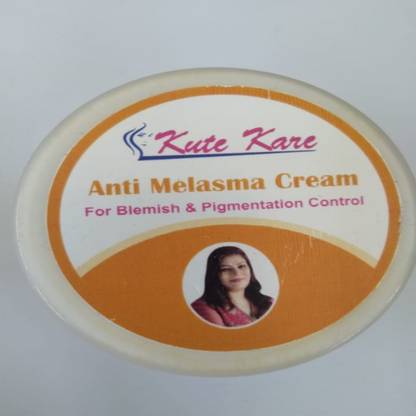 Kute Kare
Anti Melasma Cream
For Blemish & Pigmentation Control